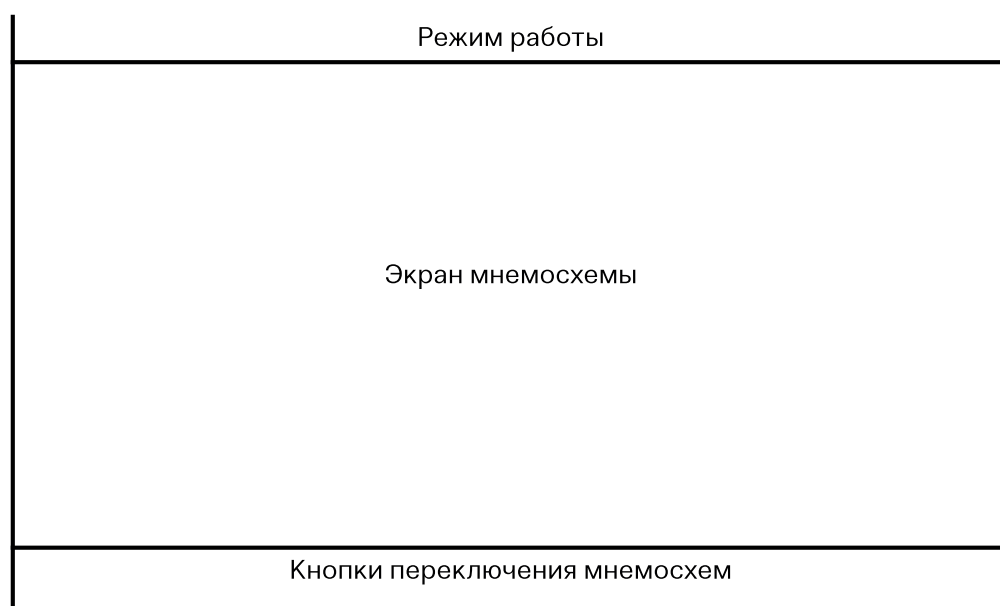 Режим работы
Экран мнемосхемы
Кнопки переключения мнемосхем